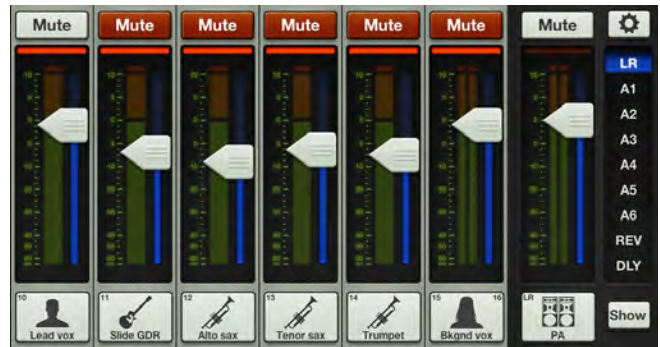 Mute Mute Mute Mute Mute Mute Mute
LR
A1
A2
A3
A4
A5
A6
REV
DLY
10 11 12 13 14 15 16 LR
Lead vox Slide GDR Alto sax Tenor sax Trumpet Bkgnd vox PA Show